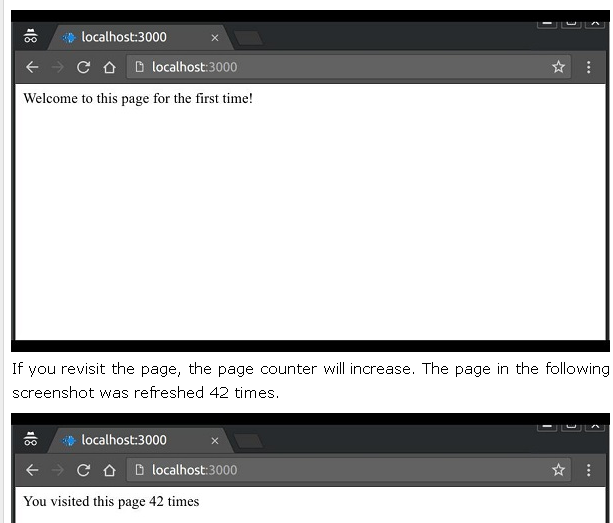 localhost:3000
localhost:3000
Welcome to this page for the first time!
If you revisit the page, the page counter will increase. The page in the following
screenshot was refreshed 42 times.
localhost:3000
localhost:3000
You visited this page 42 times